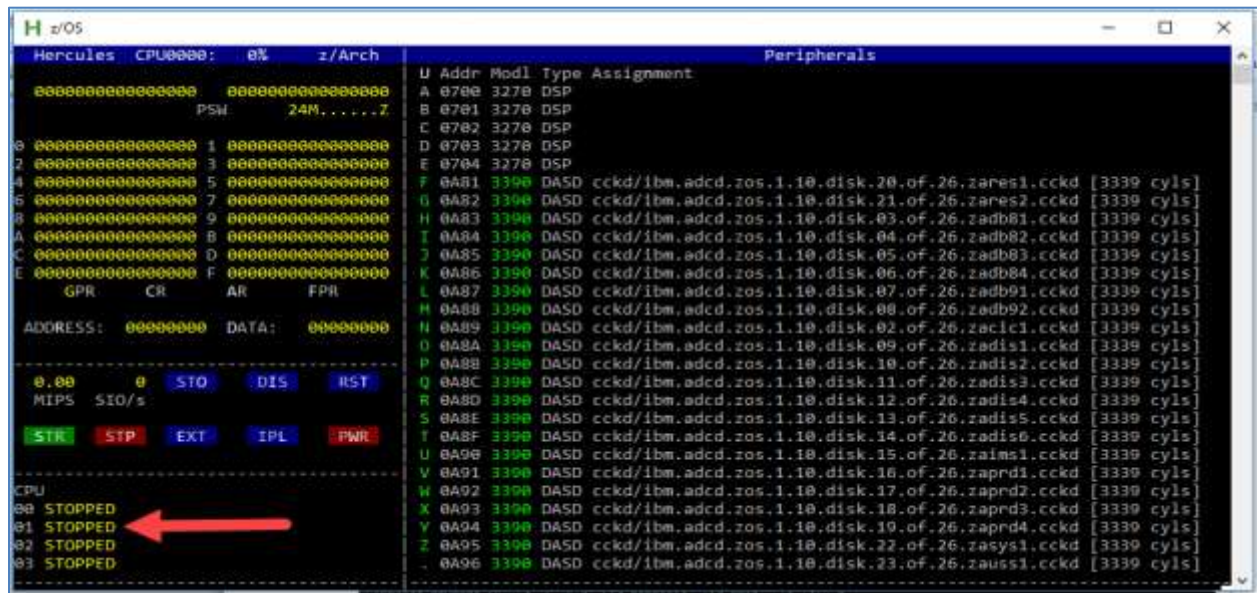 z/OS
Hercules CPU0000: 0% z/Arch
0000000000000000 0000000000000000
PSW 24M......Z
0 0000000000000000 1 0000000000000000
2 0000000000000000 3 0000000000000000
4 0000000000000000 5 0000000000000000
6 0000000000000000 7 0000000000000000
8 0000000000000000 9 0000000000000000
A 0000000000000000 B 0000000000000000
C 0000000000000000 D 0000000000000000
E 0000000000000000 F 0000000000000000
GPR CR AR FPR
ADDRESS: 00000000 DATA: 00000000
0.00 0 STO DIS RST
MIPS SIO/s
STR STP EXT IPL PWR
CPU
00 STOPPED
01 STOPPED
02 STOPPED
03 STOPPED
Peripherals
U Addr Modl Type Assignment
A 0700 3270 DSP
B 0701 3270 DSP
C 0702 3270 DSP
D 0703 3270 DSP
E 0704 3270 DSP
F 0A81 3390 DASD cckd/ibm.adcd.zos.1.10.disk.20.of.26.zares1.cckd [3339 cyls]
G 0A82 3390 DASD cckd/ibm.adcd.zos.1.10.disk.21.of.26.zares2.cckd [3339 cyls]
H 0A83 3390 DASD cckd/ibm.adcd.zos.1.10.disk.03.of.26.zadb81.cckd [3339 cyls]
I 0A84 3390 DASD cckd/ibm.adcd.zos.1.10.disk.04.of.26.zadb82.cckd [3339 cyls]
J 0A85 3390 DASD cckd/ibm.adcd.zos.1.10.disk.05.of.26.zadb83.cckd [3339 cyls]
K 0A86 3390 DASD cckd/ibm.adcd.zos.1.10.disk.06.of.26.zadb84.cckd [3339 cyls]
L 0A87 3390 DASD cckd/ibm.adcd.zos.1.10.disk.07.of.26.zadb91.cckd [3339 cyls]
M 0A88 3390 DASD cckd/ibm.adcd.zos.1.10.disk.08.of.26.zadb92.cckd [3339 cyls]
N 0A89 3390 DASD cckd/ibm.adcd.zos.1.10.disk.02.of.26.zacic1.cckd [3339 cyls]
O 0A8A 3390 DASD cckd/ibm.adcd.zos.1.10.disk.09.of.26.zadis1.cckd [3339 cyls]
P 0A8B 3390 DASD cckd/ibm.adcd.zos.1.10.disk.10.of.26.zadis2.cckd [3339 cyls]
Q 0A8C 3390 DASD cckd/ibm.adcd.zos.1.10.disk.11.of.26.zadis3.cckd [3339 cyls]
R 0A8D 3390 DASD cckd/ibm.adcd.zos.1.10.disk.12.of.26.zadis4.cckd [3339 cyls]
S 0A8E 3390 DASD cckd/ibm.adcd.zos.1.10.disk.13.of.26.zadis5.cckd [3339 cyls]
T 0A8F 3390 DASD cckd/ibm.adcd.zos.1.10.disk.14.of.26.zadis6.cckd [3339 cyls]
U 0A90 3390 DASD cckd/ibm.adcd.zos.1.10.disk.15.of.26.zaims1.cckd [3339 cyls]
V 0A91 3390 DASD cckd/ibm.adcd.zos.1.10.disk.16.of.26.zaprd1.cckd [3339 cyls]
W 0A92 3390 DASD cckd/ibm.adcd.zos.1.10.disk.17.of.26.zaprd2.cckd [3339 cyls]
X 0A93 3390 DASD cckd/ibm.adcd.zos.1.10.disk.18.of.26.zaprd3.cckd [3339 cyls]
Y 0A94 3390 DASD cckd/ibm.adcd.zos.1.10.disk.19.of.26.zaprd4.cckd [3339 cyls]
Z 0A95 3390 DASD cckd/ibm.adcd.zos.1.10.disk.22.of.26.zasys1.cckd [3339 cyls]
. 0A96 3390 DASD cckd/ibm.adcd.zos.1.10.disk.23.of.26.zauss1.cckd [3339 cyls]